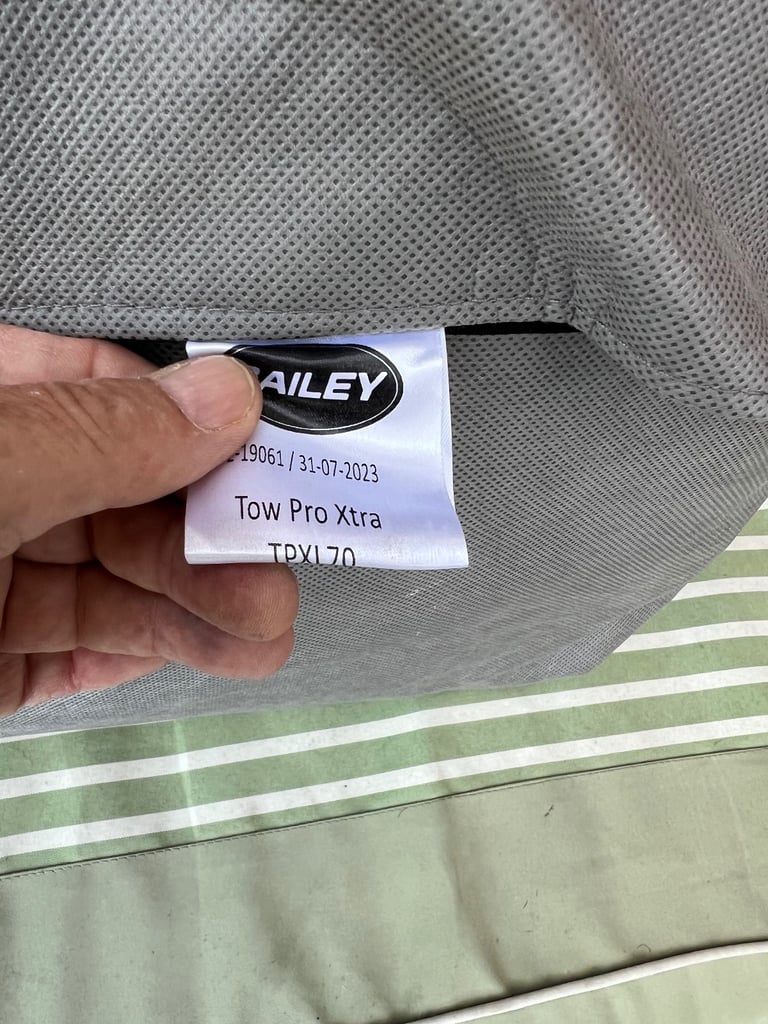 AILEY
-19061 / 31-07-2023
Tow Pro Xtra
TPXL70